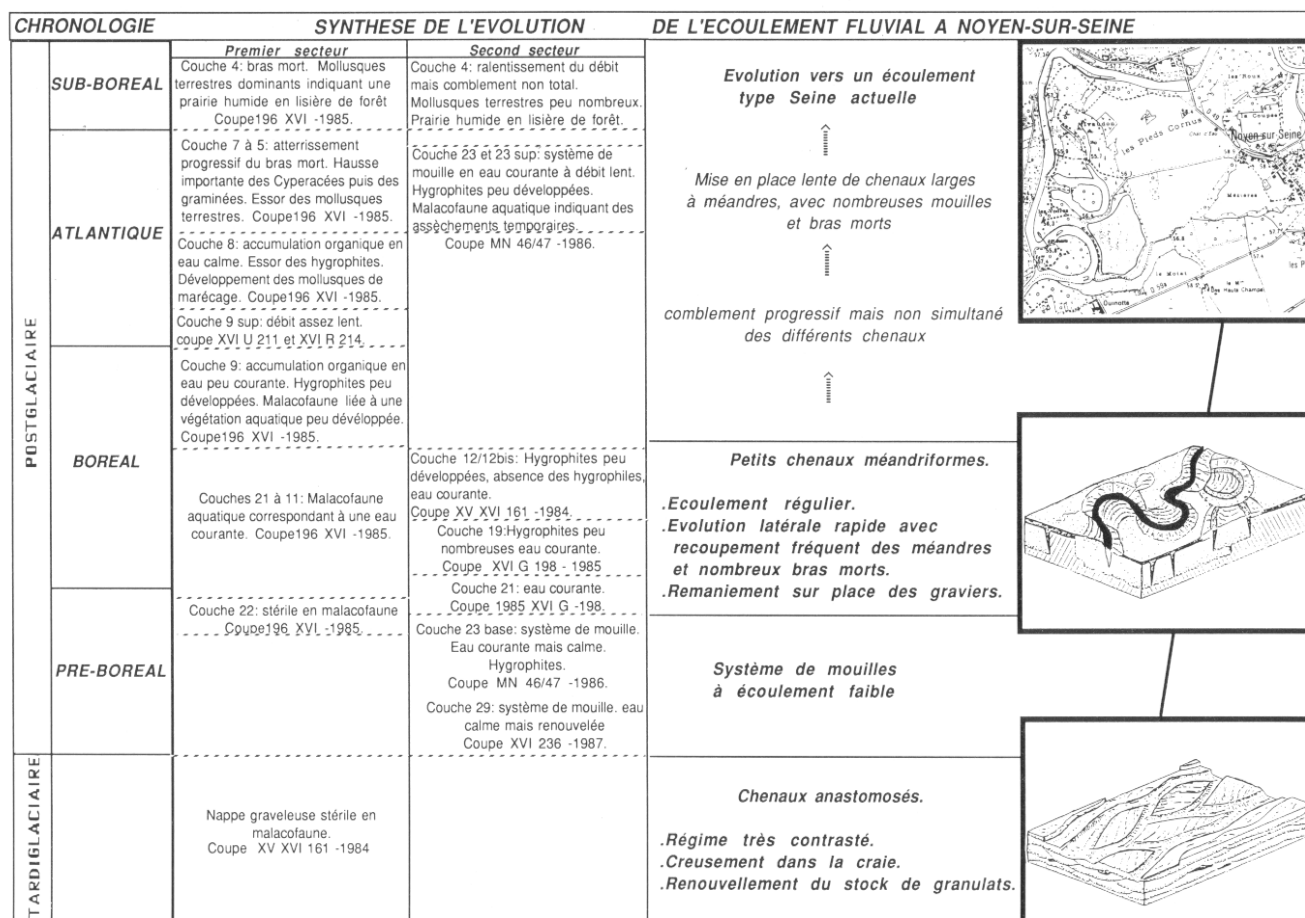 CHRONOLOGIE
SYNTHESE DE L'EVOLUTION DE L'ECOULEMENT FLUVIAL A NOYEN-SUR-SEINE
Premier secteur
Second secteur
POSTGLACIAIRE
SUB-BOREAL
Couche 4: bras mort. Mollusques
terrestres dominants indiquant une
prairie humide en lisière de forêt
Coupe196 XVI -1985.
Couche 4: ralentissement du débit
mais comblement non total.
Mollusques terrestres peu nombreux.
Prairie humide en lisière de forêt.
ATLANTIQUE
Couche 7 à 5: atterrissement
progressif du bras mort. Hausse
importante des Cyperacées puis des
graminées. Essor des mollusques
terrestres. Coupe196 XVI -1985.
Couche 8: accumulation organique en
eau calme. Essor des hygrophites.
Développement des mollusques de
marécage. Coupe196 XVI -1985.
Couche 9 sup: débit assez lent.
coupe XVI U 211 et XVI R 214.
Couche 23 et 23 sup: système de
mouille en eau courante à débit lent.
Hygrophites peu développées.
Malacofaune aquatique indiquant des
assèchements temporaires.
Coupe MN 46/47 -1986.
BOREAL
Couche 9: accumulation organique en
eau peu courante. Hygrophites peu
développées. Malacofaune liée à une
végétation aquatique peu dévéloppée.
Coupe196 XVI -1985.
Couches 21 à 11: Malacofaune
aquatique correspondant à une eau
courante. Coupe196 XVI -1985.
Couche 12/12bis: Hygrophites peu
développées, absence des hygrophiles,
eau courante.
Coupe XV XVI 161 -1984.
Couche 19:Hygrophites peu
nombreuses eau courante.
Coupe XVI G 198 - 1985
PRE-BOREAL
Couche 22: stérile en malacofaune
Coupe196 XVI -1985.
Couche 21: eau courante.
Coupe 1985 XVI G -198.
Couche 23 base: système de mouille.
Eau courante mais calme.
Hygrophites.
Coupe MN 46/47 -1986.
Couche 29: système de mouille. eau
calme mais renouvelée
Coupe XVI 236 -1987.
TARDIGLACIAIRE
Nappe graveleuse stérile en
malacofaune.
Coupe XV XVI 161 -1984
Evolution vers un écoulement
type Seine actuelle
Mise en place lente de chenaux larges
à méandres, avec nombreuses mouilles
et bras morts
comblement progressif mais non simultané
des différents chenaux
Petits chenaux méandriformes.
.Ecoulement régulier.
.Evolution latérale rapide avec
recoupement fréquent des méandres
et nombreux bras morts.
.Remaniement sur place des graviers.
Système de mouilles
à écoulement faible
Chenaux anastomosés.
.Régime très contrasté.
.Creusement dans la craie.
.Renouvellement du stock de granulats.
les Roux
la Coupée
les Pieds Cornus
Noyen sur Seine
Mézières
le Motet
D 59A
Haute Champel
Guinotte
les P